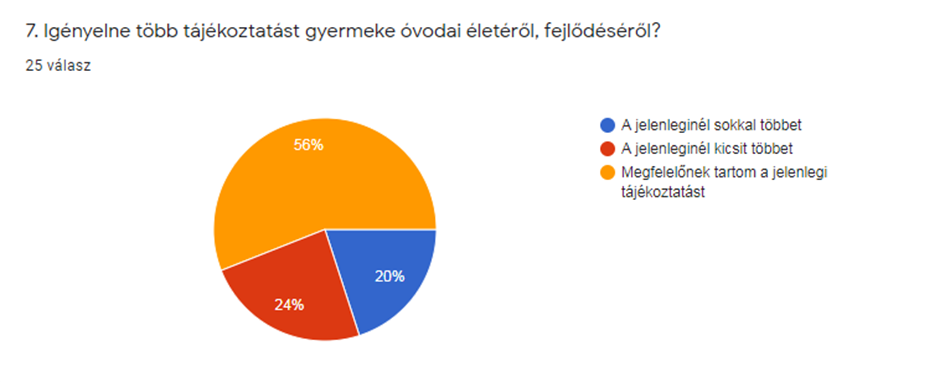 7. Igényelne több tájékoztatást gyermeke óvodai életéről, fejlődéséről?
25 válasz
56%
20%
24%
A jelenleginél sokkal többet
A jelenleginél kicsit többet
Megfelelőnek tartom a jelenlegi
tájékoztatást